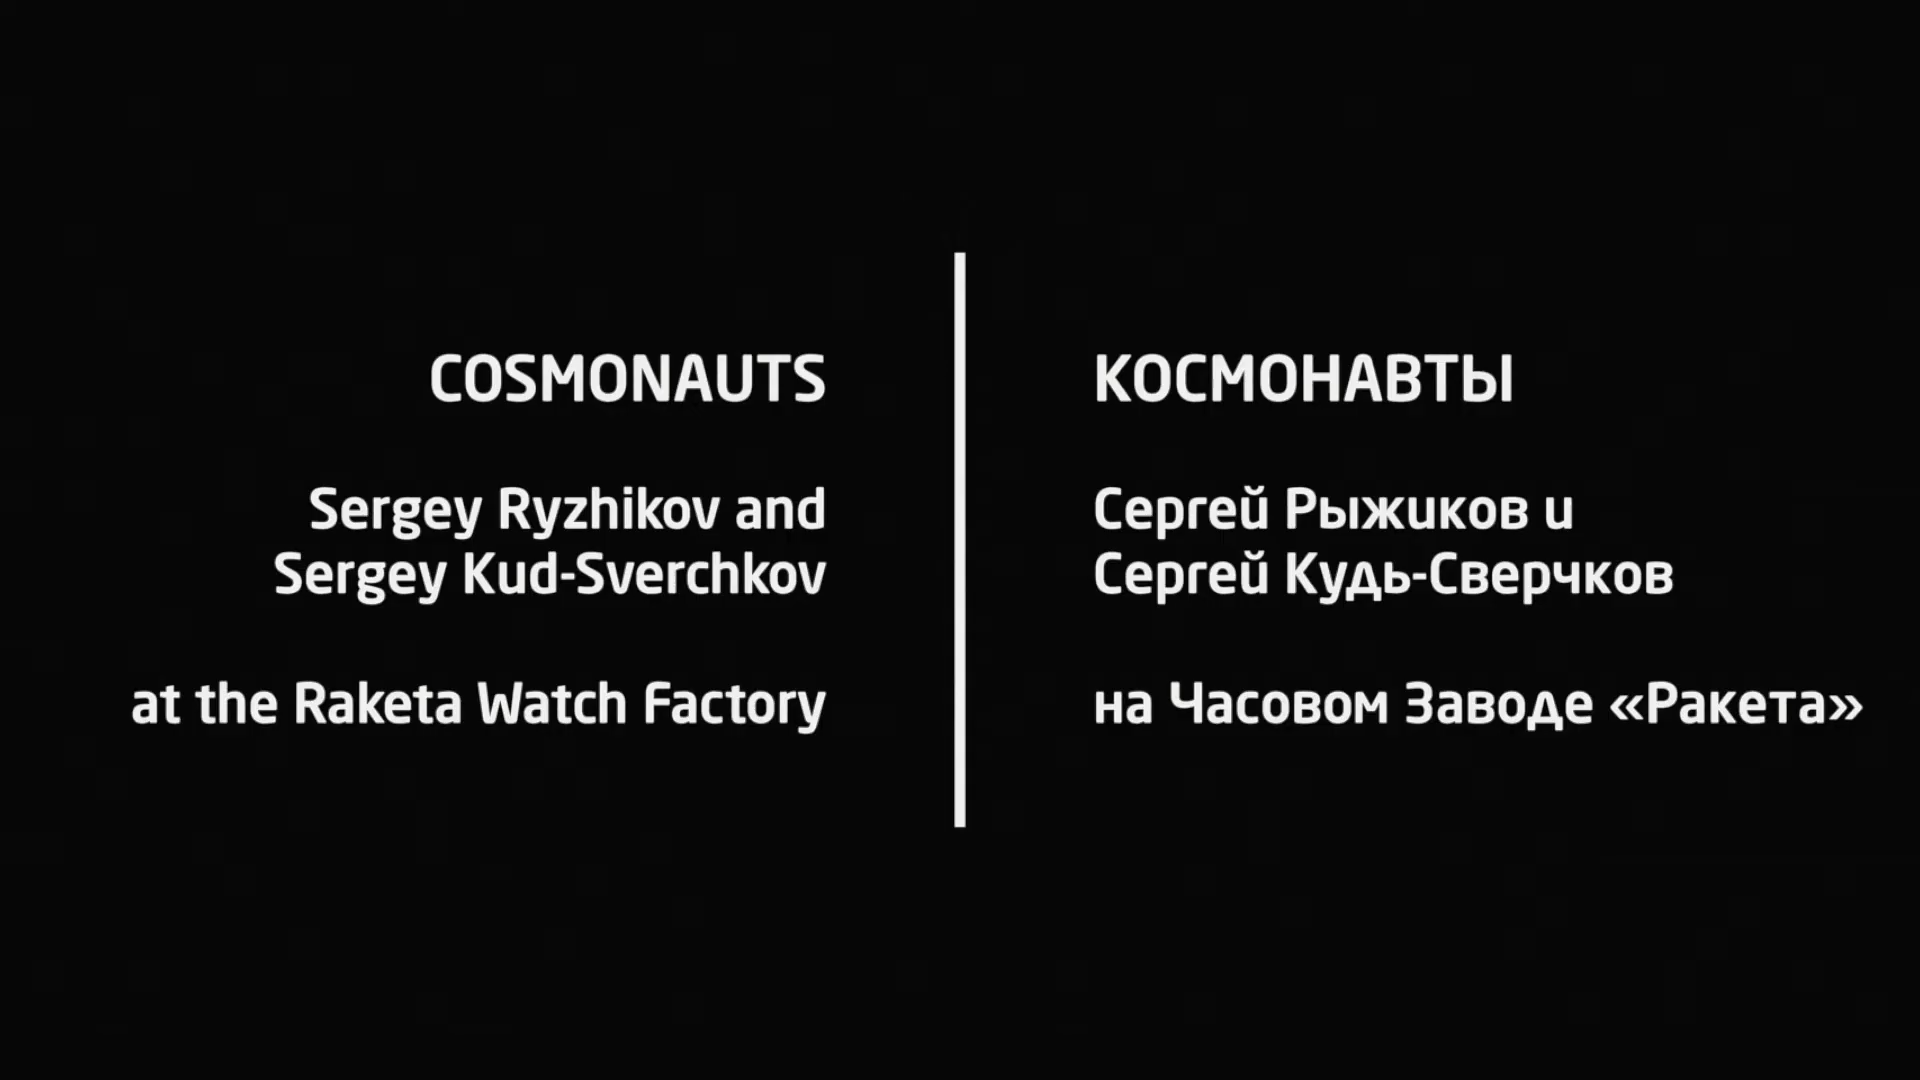 COSMONAUTS
Sergey Ryzhikov and
Sergey Kud-Sverchkov
at the Raketa Watch Factory
КОСМОНАВТЫ
Сергей Рыжиков и
Сергей Кудь-Сверчков
на Часовом Заводе «Ракета»